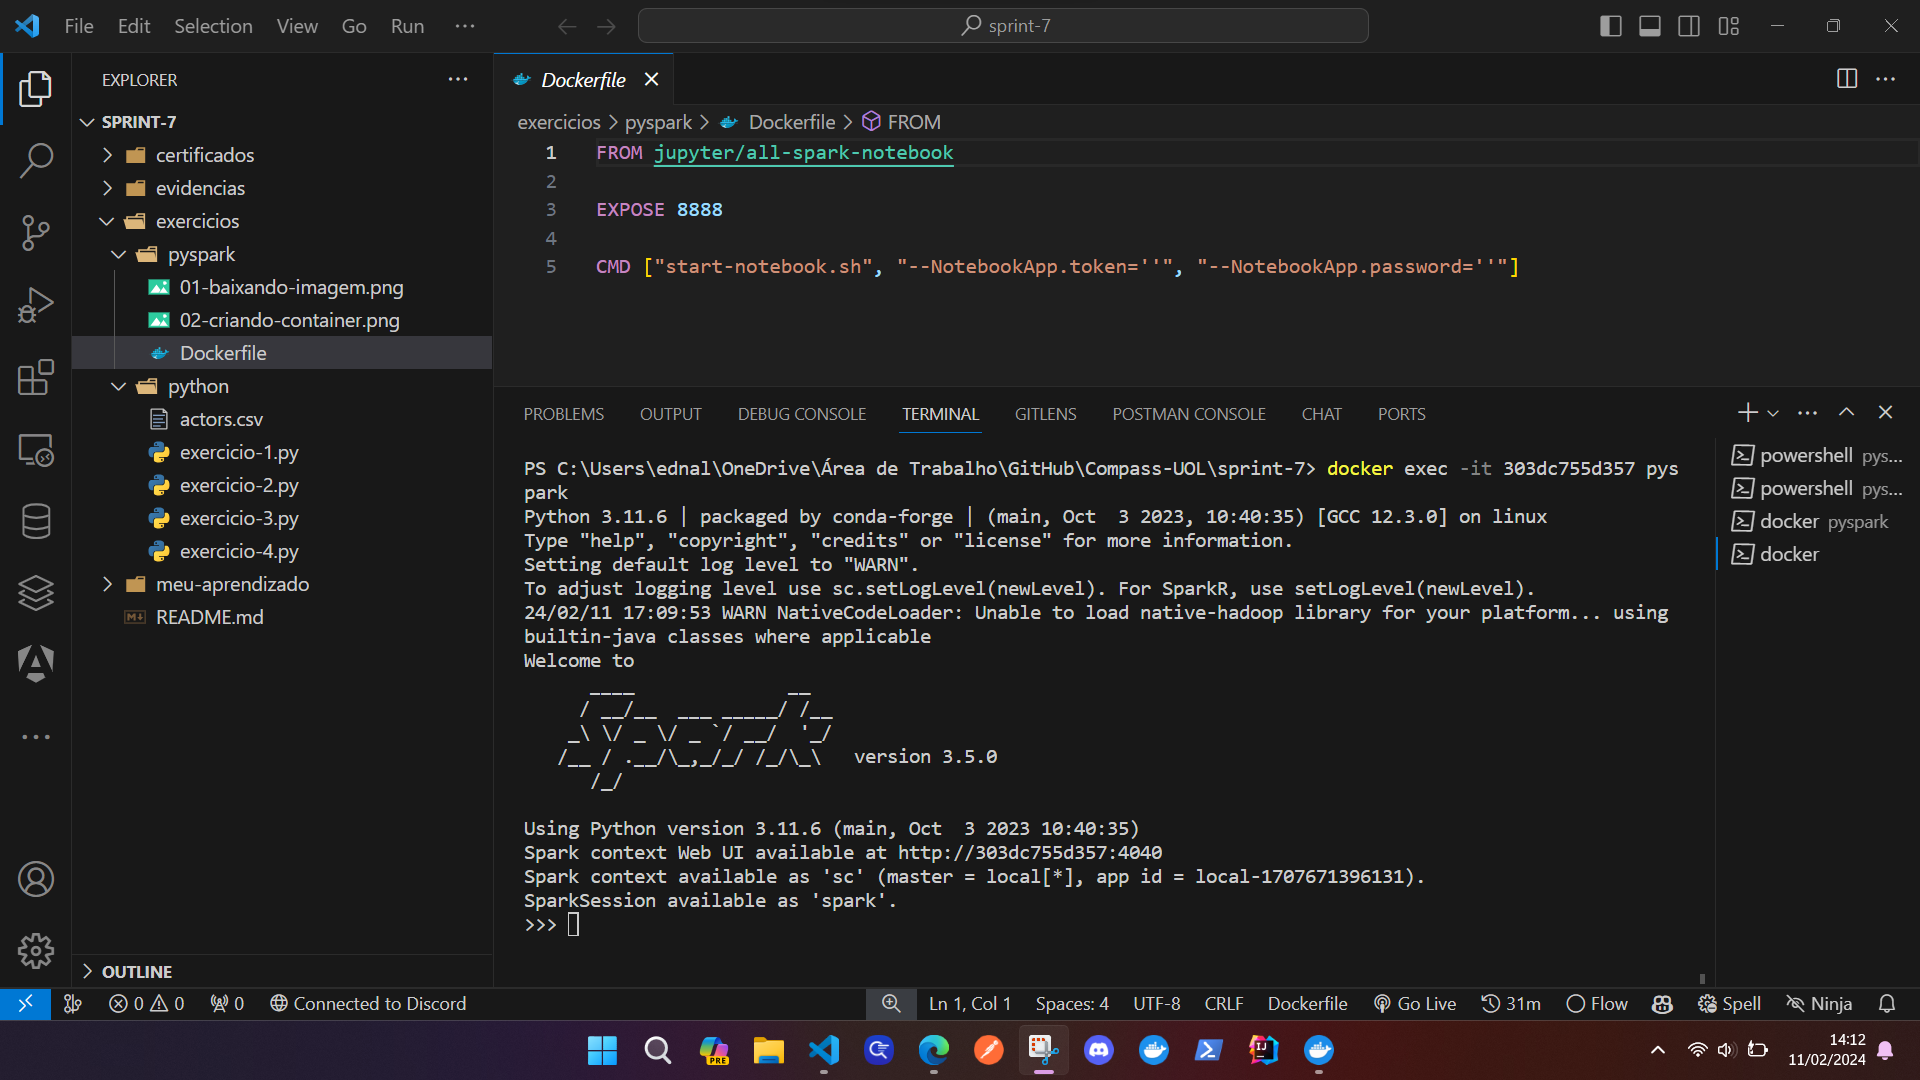 File Edit Selection View Go Run ···
sprint-7
EXPLORER
SPRINT-7
certificados
evidencias
exercicios
pyspark
01-baixando-imagem.png
02-criando-container.png
Dockerfile
python
actors.csv
exercicio-1.py
exercicio-2.py
exercicio-3.py
exercicio-4.py
meu-aprendizado
README.md
OUTLINE
Dockerfile
exercicios > pyspark > Dockerfile > FROM
1 FROM jupyter/all-spark-notebook
2
3 EXPOSE 8888
4
5 CMD ["start-notebook.sh", "--NotebookApp.token=''", "--NotebookApp.password=''"]
PROBLEMS OUTPUT DEBUG CONSOLE TERMINAL GITLENS POSTMAN CONSOLE CHAT PORTS
PS C:\Users\ednal\OneDrive\Área de Trabalho\GitHub\Compass-UOL\sprint-7> docker exec -it 303dc755d357 pys
park
Python 3.11.6 | packaged by conda-forge | (main, Oct  3 2023, 10:40:35) [GCC 12.3.0] on linux
Type "help", "copyright", "credits" or "license" for more information.
Setting default log level to "WARN".
To adjust logging level use sc.setLogLevel(newLevel). For SparkR, use setLogLevel(newLevel).
24/02/11 17:09:53 WARN NativeCodeLoader: Unable to load native-hadoop library for your platform... using
builtin-java classes where applicable
Welcome to
      ____              __
     / __/__  ___ _____/ /__
    _\ \/ _ \/ _ `/ __/  '_/
   /__ / .__/\_,_/_/ /_/\_\   version 3.5.0
      /_/
Using Python version 3.11.6 (main, Oct  3 2023 10:40:35)
Spark context Web UI available at http://303dc755d357:4040
Spark context available as 'sc' (master = local[*], app id = local-1707671396131).
SparkSession available as 'spark'.
>>>
powershell pys...
powershell pys...
docker pyspark
docker
0 0 0 Connected to Discord
Ln 1, Col 1 Spaces: 4 UTF-8 CRLF Dockerfile Go Live 31m Flow Spell Ninja
PRE
IJ
14:12
11/02/2024